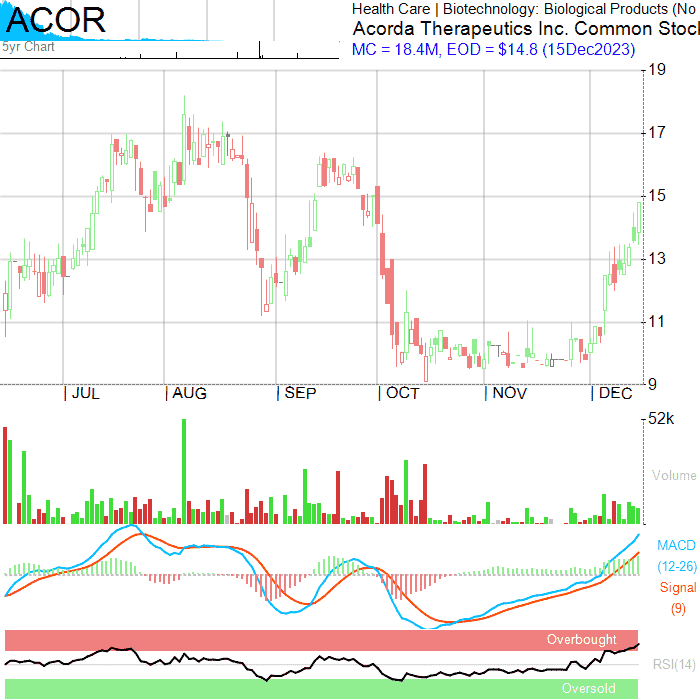 ACOR
5yr Chart
Health Care | Biotechnology: Biological Products (No
Acorda Therapeutics Inc. Common Stoc
MC = 18.4M, EOD = $14.8 (15Dec2023)
19
17
15
13
11
9
| JUL | AUG | SEP | OCT | NOV | DEC
52k
Volume
MACD
(12-26)
Signal
(9)
Overbought
RSI(14)
Oversold